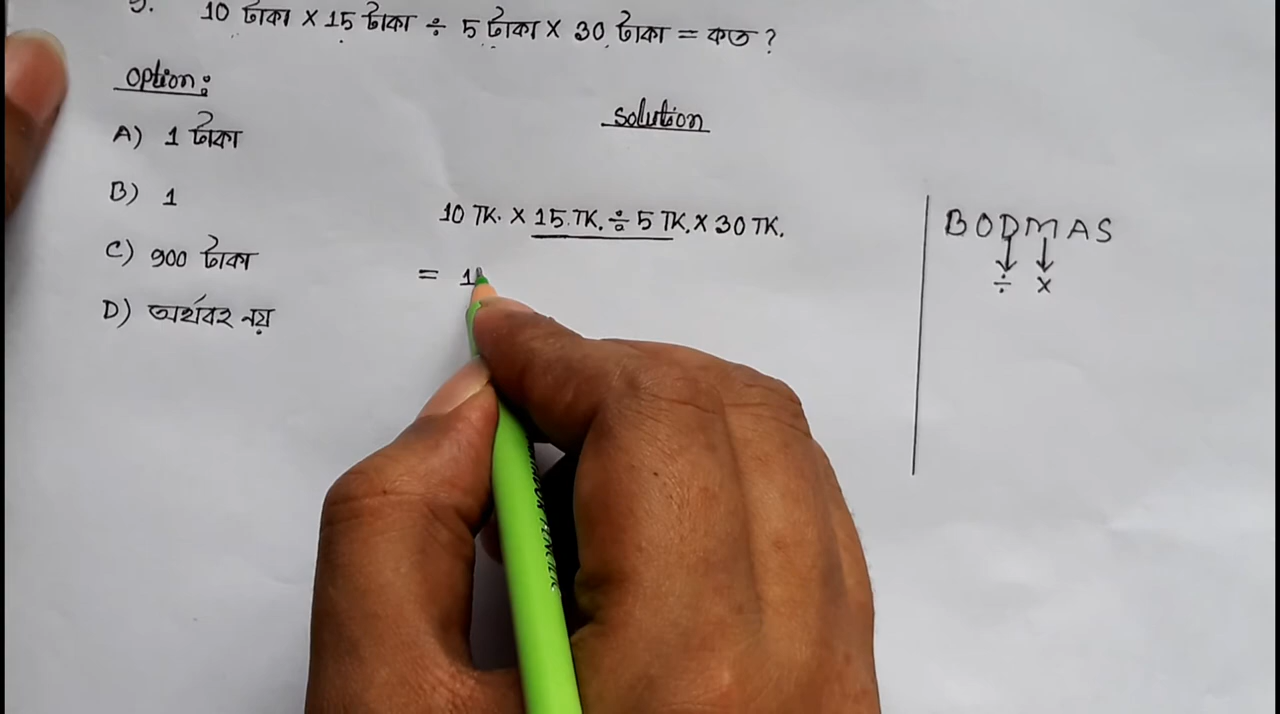 10 টাকা × 15 টাকা ÷ 5 টাকা × 30 টাকা = কত ?
option:
A) 1 টাকা
B) 1
C) 900 টাকা
D) অর্থবহ নয়
Solution
10 TK. × 15 TK. ÷ 5 TK. × 30 TK.
= 1
BODMAS
÷ ×